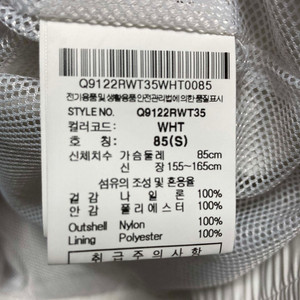 Q9122RWT35WHT0085
전기용품 및 생활용품 안전관리법에 의한 품질표시
STYLE NO. Q9122RWT35
컬러코드: WHT
호 칭: 85(S)
신체치수 가슴둘레 85cm
신 장 155~165cm
섬유의 조성 및 혼용율
겉 감 나 일 론 100%
안 감 폴리에스터 100%
Outshell Nylon 100%
Lining Polyester 100%
취 급 주 의 사 항